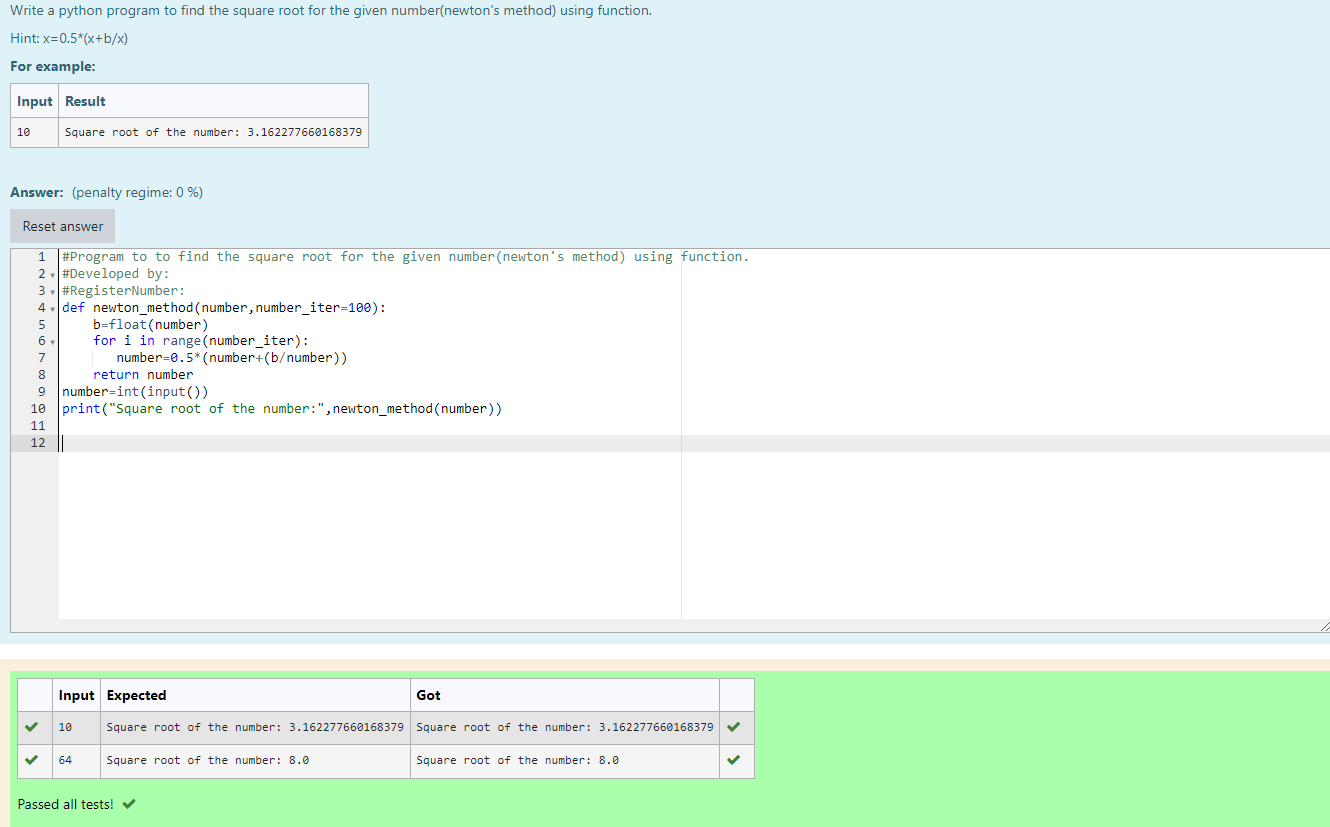 Write a python program to find the square root for the given number(newton's method) using function.
Hint: x=0.5*(x+b/x)
For example:
Input Result
10 Square root of the number: 3.162277660168379
Answer: (penalty regime: 0 %)
Reset answer
1 #Program to to find the square root for the given number(newton's method) using function.
2 #Developed by:
3 #RegisterNumber:
4 def newton_method(number,number_iter=100):
5     b=float(number)
6     for i in range(number_iter):
7        number=0.5*(number+(b/number))
8     return number
9 number=int(input())
10 print("Square root of the number:",newton_method(number))
11
12
Input Expected Got
10 Square root of the number: 3.162277660168379 Square root of the number: 3.162277660168379
64 Square root of the number: 8.0 Square root of the number: 8.0
Passed all tests!